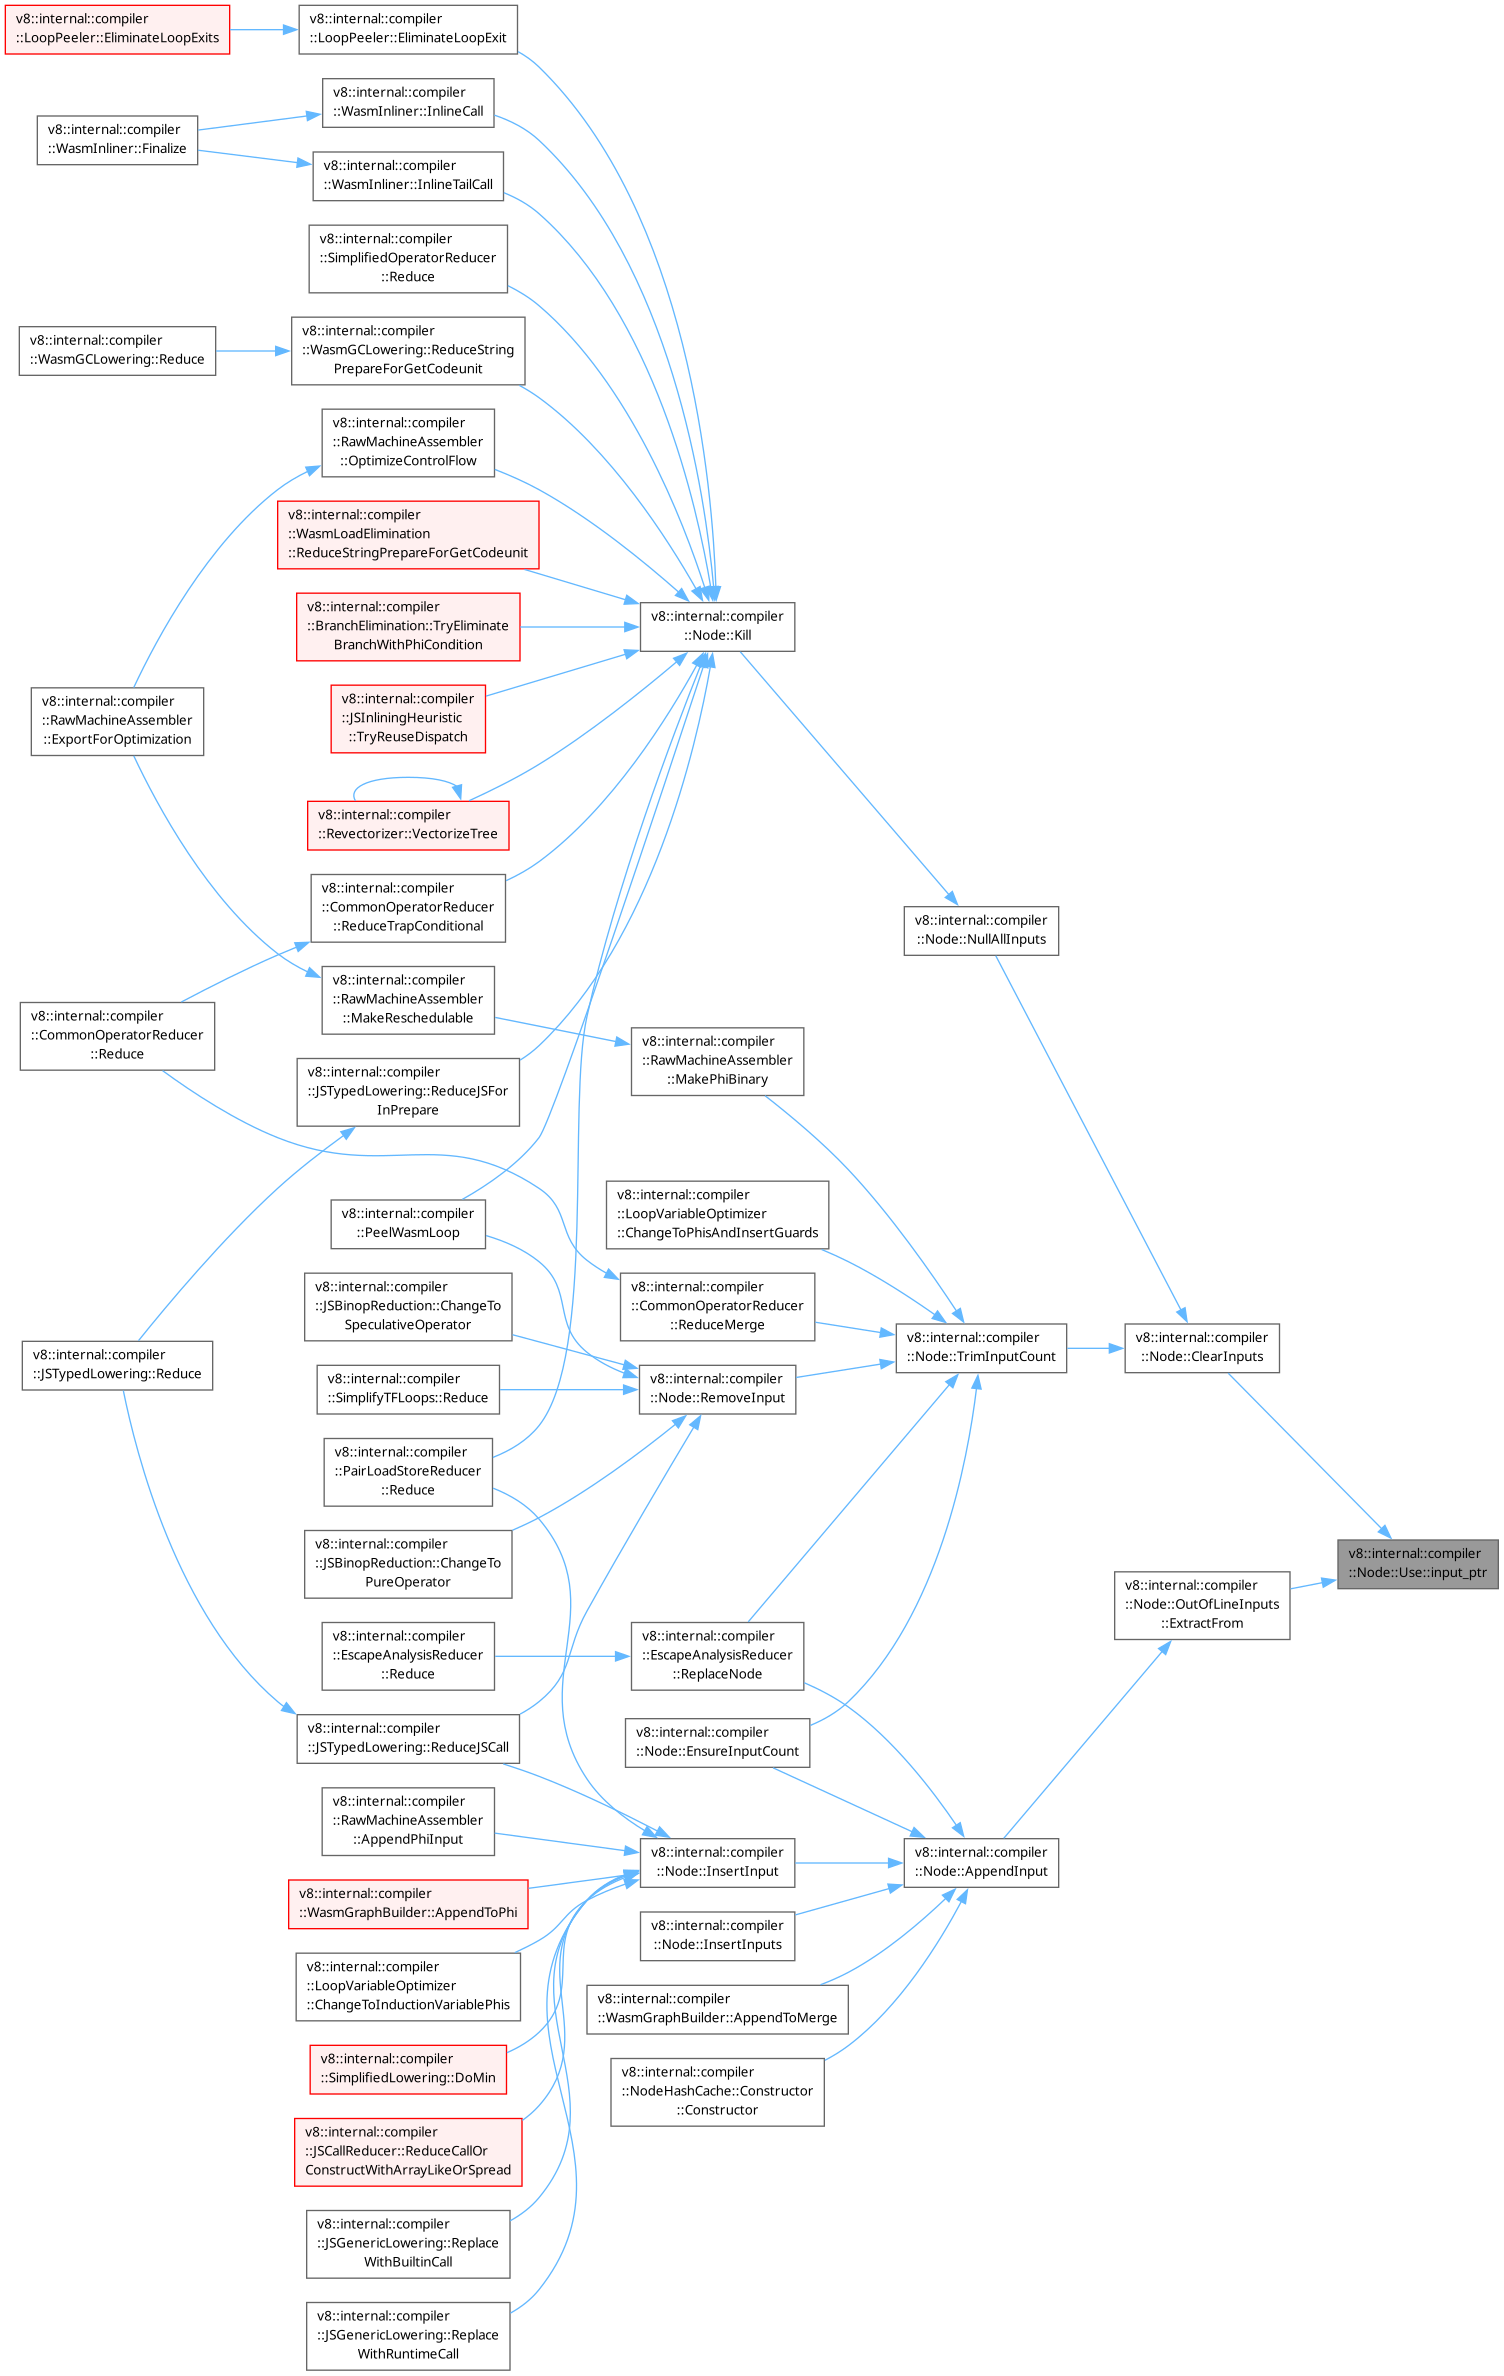 v8::internal::compiler
::LoopPeeler::EliminateLoopExits
v8::internal::compiler
::LoopPeeler::EliminateLoopExit
v8::internal::compiler
::WasmInliner::InlineCall
v8::internal::compiler
::WasmInliner::Finalize
v8::internal::compiler
::WasmInliner::InlineTailCall
v8::internal::compiler
::SimplifiedOperatorReducer
::Reduce
v8::internal::compiler
::WasmGCLowering::Reduce
v8::internal::compiler
::WasmGCLowering::ReduceString
PrepareForGetCodeunit
v8::internal::compiler
::RawMachineAssembler
::OptimizeControlFlow
v8::internal::compiler
::WasmLoadElimination
::ReduceStringPrepareForGetCodeunit
v8::internal::compiler
::BranchElimination::TryEliminate
BranchWithPhiCondition
v8::internal::compiler
::Node::Kill
v8::internal::compiler
::JSInliningHeuristic
::TryReuseDispatch
v8::internal::compiler
::RawMachineAssembler
::ExportForOptimization
v8::internal::compiler
::Revectorizer::VectorizeTree
v8::internal::compiler
::CommonOperatorReducer
::ReduceTrapConditional
v8::internal::compiler
::Node::NullAllInputs
v8::internal::compiler
::RawMachineAssembler
::MakeReschedulable
v8::internal::compiler
::CommonOperatorReducer
::Reduce
v8::internal::compiler
::RawMachineAssembler
::MakePhiBinary
v8::internal::compiler
::JSTypedLowering::ReduceJSFor
InPrepare
v8::internal::compiler
::PeelWasmLoop
v8::internal::compiler
::LoopVariableOptimizer
::ChangeToPhisAndInsertGuards
v8::internal::compiler
::JSBinopReduction::ChangeTo
SpeculativeOperator
v8::internal::compiler
::CommonOperatorReducer
::ReduceMerge
v8::internal::compiler
::Node::TrimInputCount
v8::internal::compiler
::Node::ClearInputs
v8::internal::compiler
::JSTypedLowering::Reduce
v8::internal::compiler
::SimplifyTFLoops::Reduce
v8::internal::compiler
::Node::RemoveInput
v8::internal::compiler
::PairLoadStoreReducer
::Reduce
v8::internal::compiler
::JSBinopReduction::ChangeTo
PureOperator
v8::internal::compiler
::Node::Use::input_ptr
v8::internal::compiler
::Node::OutOfLineInputs
::ExtractFrom
v8::internal::compiler
::EscapeAnalysisReducer
::Reduce
v8::internal::compiler
::EscapeAnalysisReducer
::ReplaceNode
v8::internal::compiler
::JSTypedLowering::ReduceJSCall
v8::internal::compiler
::Node::EnsureInputCount
v8::internal::compiler
::RawMachineAssembler
::AppendPhiInput
v8::internal::compiler
::Node::InsertInput
v8::internal::compiler
::Node::AppendInput
v8::internal::compiler
::WasmGraphBuilder::AppendToPhi
v8::internal::compiler
::Node::InsertInputs
v8::internal::compiler
::LoopVariableOptimizer
::ChangeToInductionVariablePhis
v8::internal::compiler
::WasmGraphBuilder::AppendToMerge
v8::internal::compiler
::SimplifiedLowering::DoMin
v8::internal::compiler
::NodeHashCache::Constructor
::Constructor
v8::internal::compiler
::JSCallReducer::ReduceCallOr
ConstructWithArrayLikeOrSpread
v8::internal::compiler
::JSGenericLowering::Replace
WithBuiltinCall
v8::internal::compiler
::JSGenericLowering::Replace
WithRuntimeCall